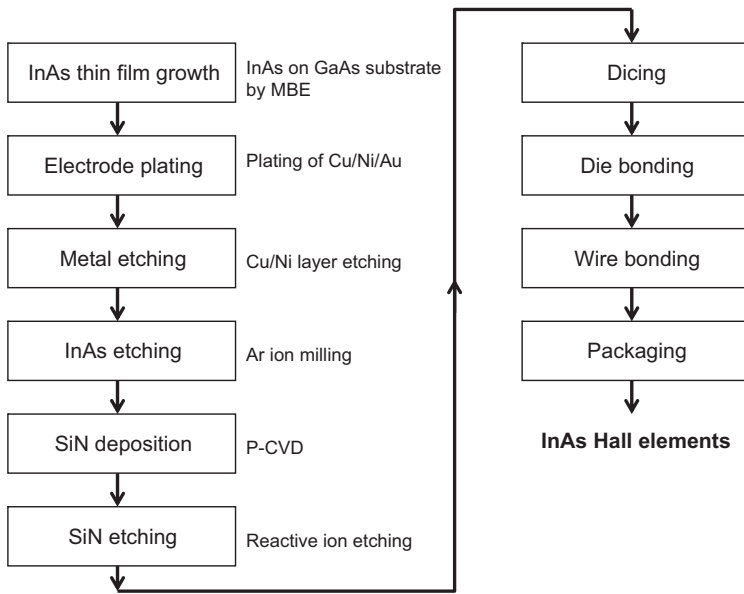 InAs thin film growth
InAs on GaAs substrate
by MBE
Electrode plating
Plating of Cu/Ni/Au
Metal etching
Cu/Ni layer etching
InAs etching
Ar ion milling
SiN deposition
P-CVD
SiN etching
Reactive ion etching
Dicing
Die bonding
Wire bonding
Packaging
InAs Hall elements